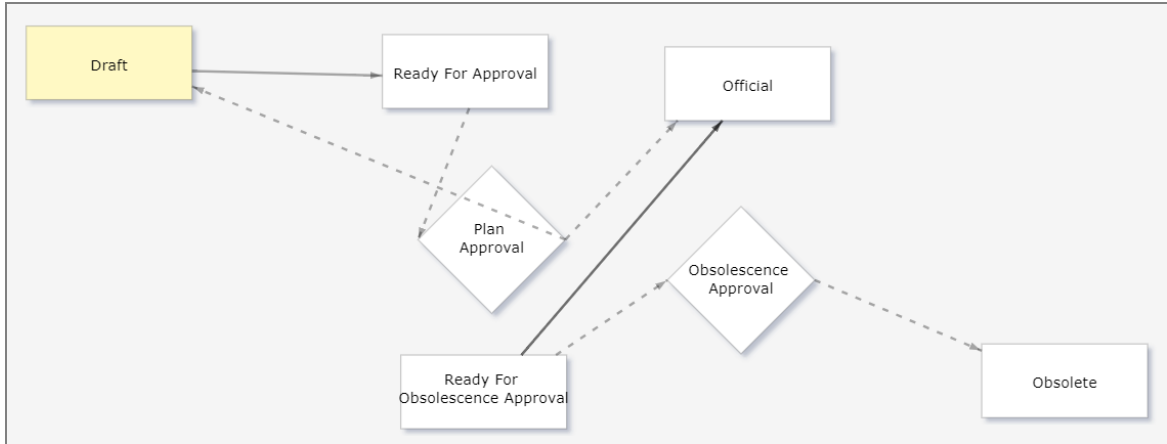 Draft
Ready For Approval
Official
Plan
Approval
Obsolescence
Approval
Ready For
Obsolescence Approval
Obsolete